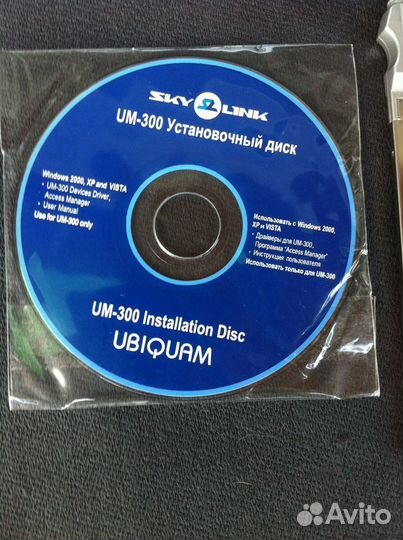 SKY LINK
UM-300 Установочный диск
Windows 2000, XP and VISTA
• UM-300 Devices Driver,
Access Manager
• User Manual
Use for UM-300 only
Использовать с Windows 2000,
XP и VISTA
• Драйверы для UM-300,
Программа "Access Manager"
• Инструкция пользователя
Использовать только для UM-300
UM-300 Installation Disc
UBIQUAM
Avito